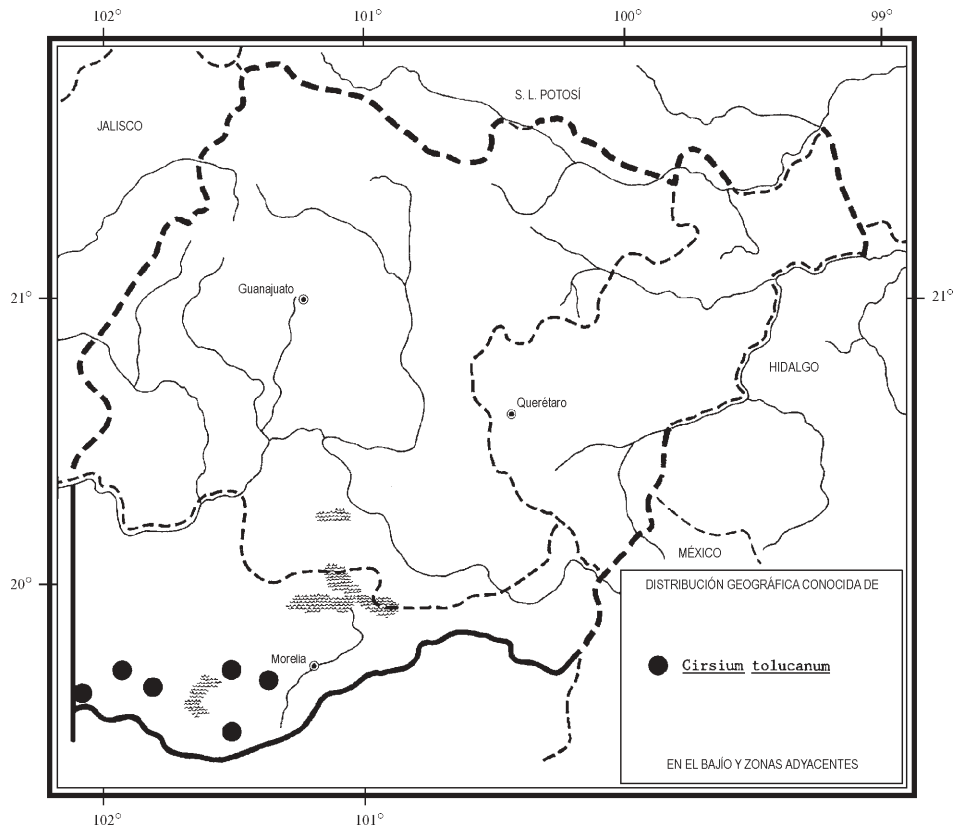 102° 101° 100° 99°
S. L. POTOSÍ
JALISCO
Guanajuato
21° 21°
HIDALGO
Querétaro
MÉXICO
20°
DISTRIBUCIÓN GEOGRÁFICA CONOCIDA DE
Morelia
Cirsium tolucanum
EN EL BAJÍO Y ZONAS ADYACENTES
102° 101°